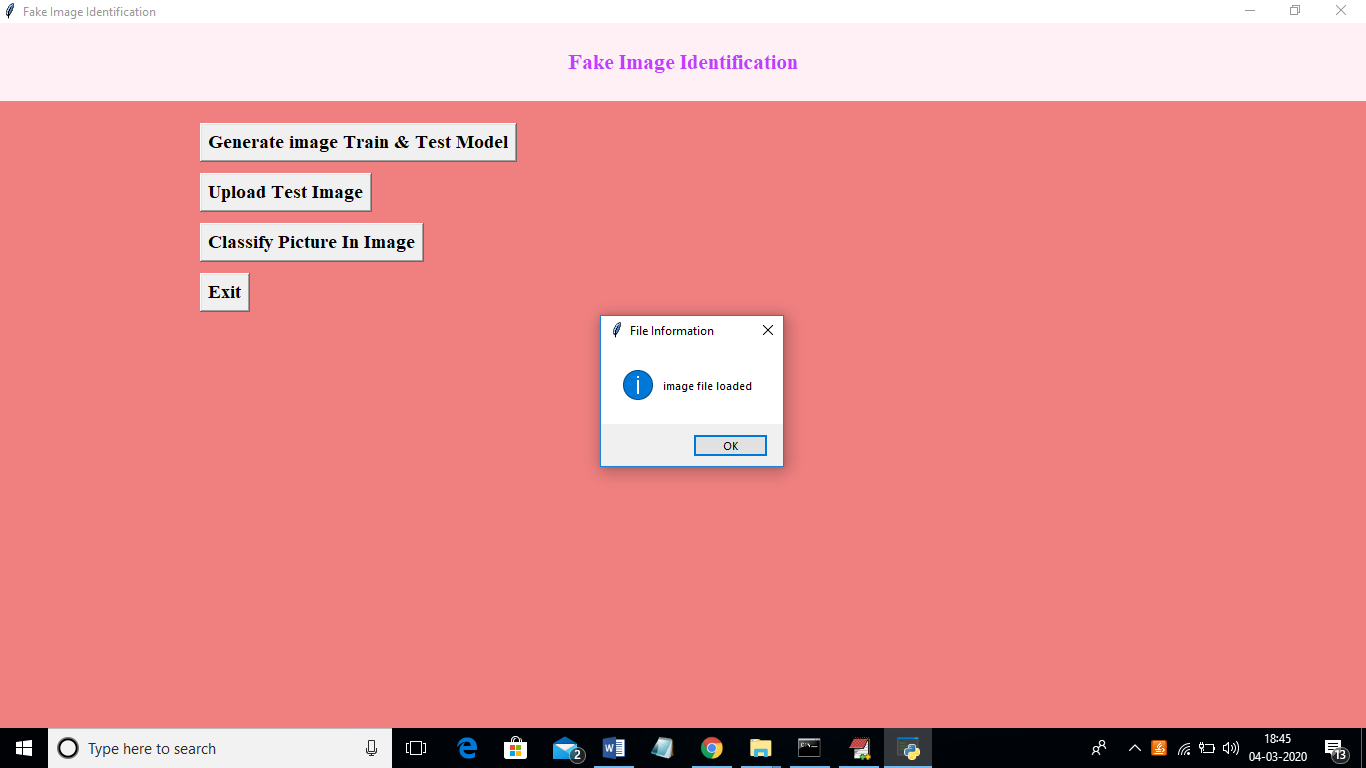 Fake Image Identification
Fake Image Identification
Generate image Train & Test Model
Upload Test Image
Classify Picture In Image
Exit
File Information
image file loaded
OK
Type here to search
2
W
18:45
04-03-2020
13